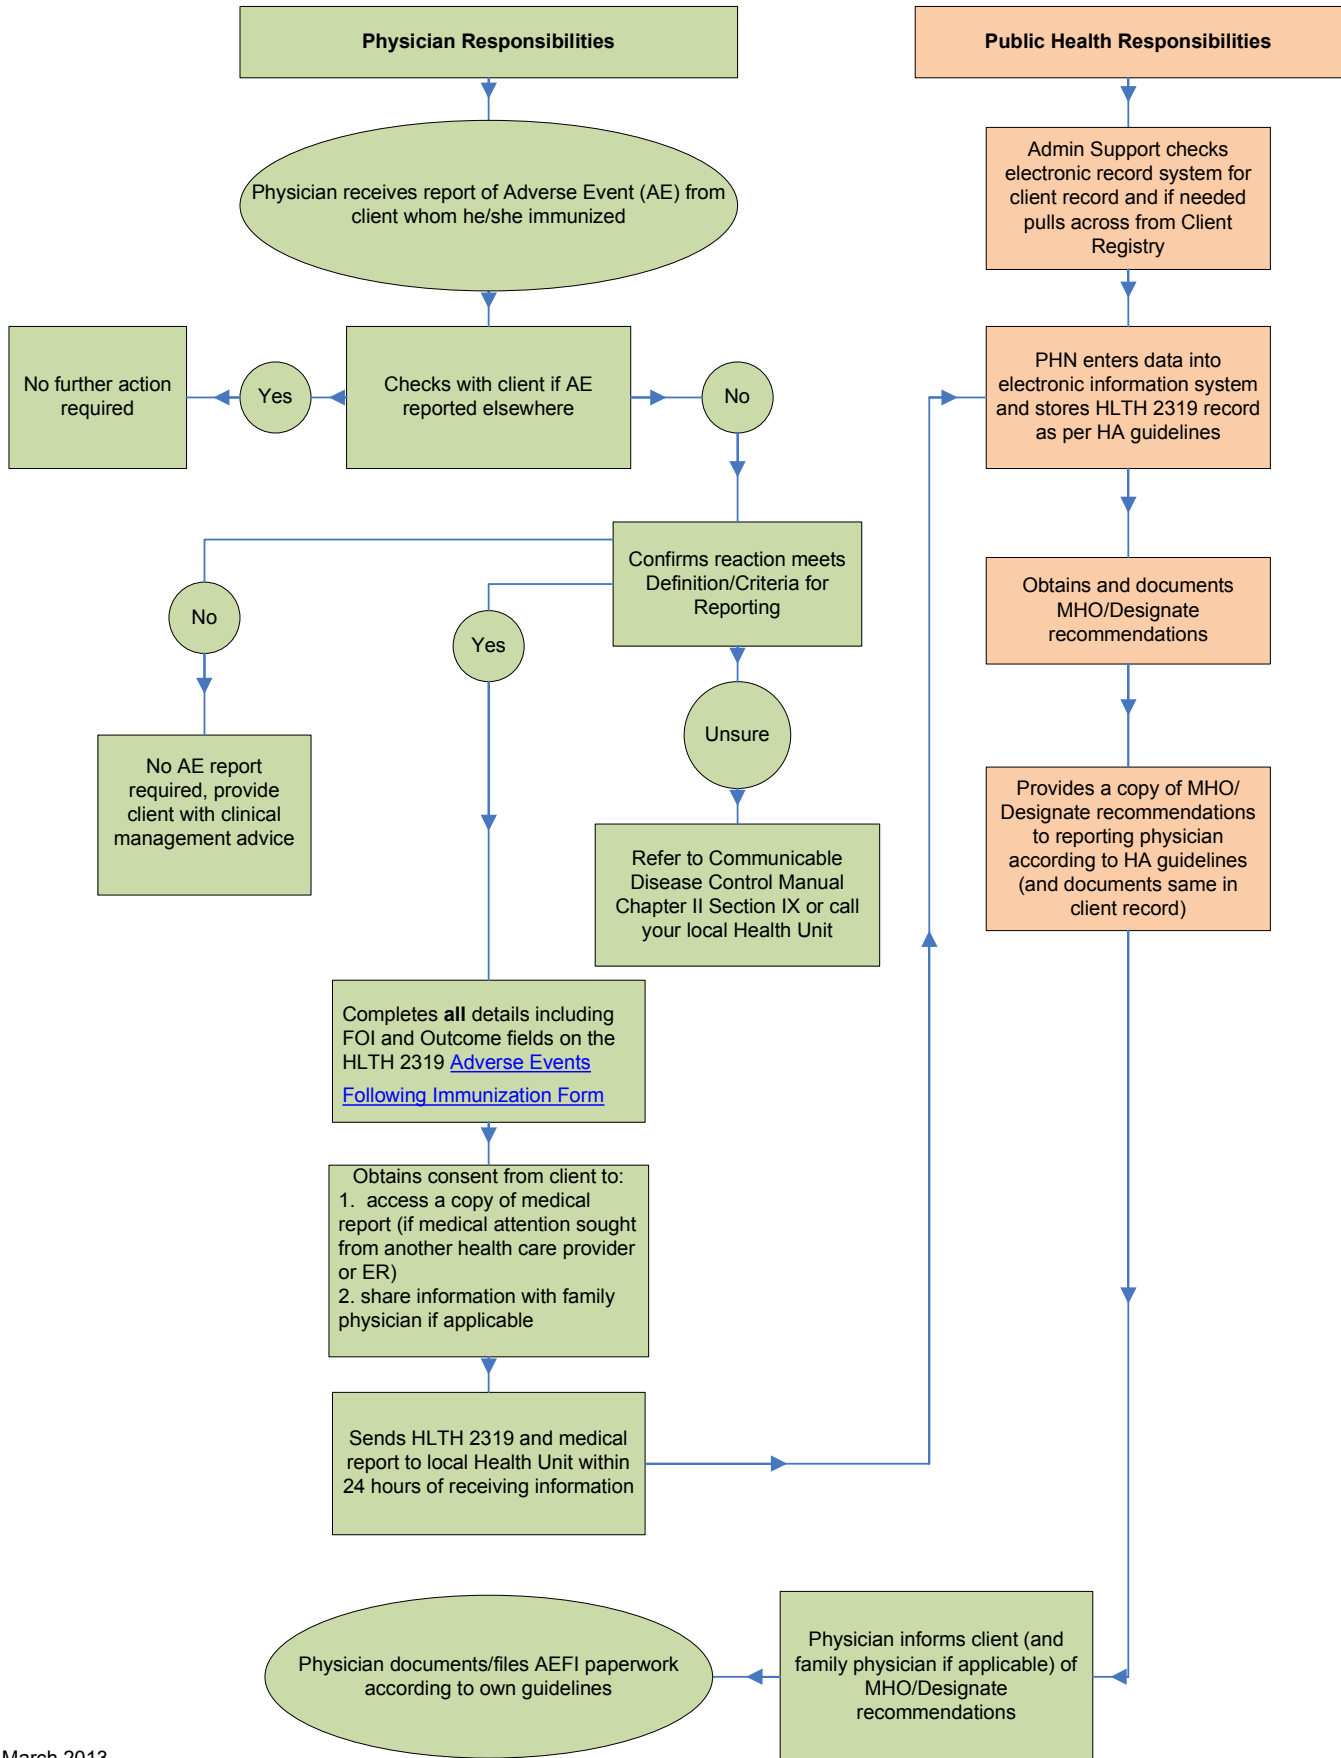 Physician Responsibilities
Public Health Responsibilities
Physician receives report of Adverse Event (AE) from
client whom he/she immunized
Admin Support checks
electronic record system for
client record and if needed
pulls across from Client
Registry
No further action
required
Yes
Checks with client if AE
reported elsewhere
No
PHN enters data into
electronic information system
and stores HLTH 2319 record
as per HA guidelines
Confirms reaction meets
Definition/Criteria for
Reporting
No
Yes
Unsure
Obtains and documents
MHO/Designate
recommendations
No AE report
required, provide
client with clinical
management advice
Refer to Communicable
Disease Control Manual
Chapter II Section IX or call
your local Health Unit
Provides a copy of MHO/
Designate recommendations
to reporting physician
according to HA guidelines
(and documents same in
client record)
Completes all details including
FOI and Outcome fields on the
HLTH 2319 Adverse Events
Following Immunization Form
Obtains consent from client to:
1. access a copy of medical
report (if medical attention sought
from another health care provider
or ER)
2. share information with family
physician if applicable
Sends HLTH 2319 and medical
report to local Health Unit within
24 hours of receiving information
Physician informs client (and
family physician if applicable) of
MHO/Designate
recommendations
Physician documents/files AEFI paperwork
according to own guidelines
March 2013